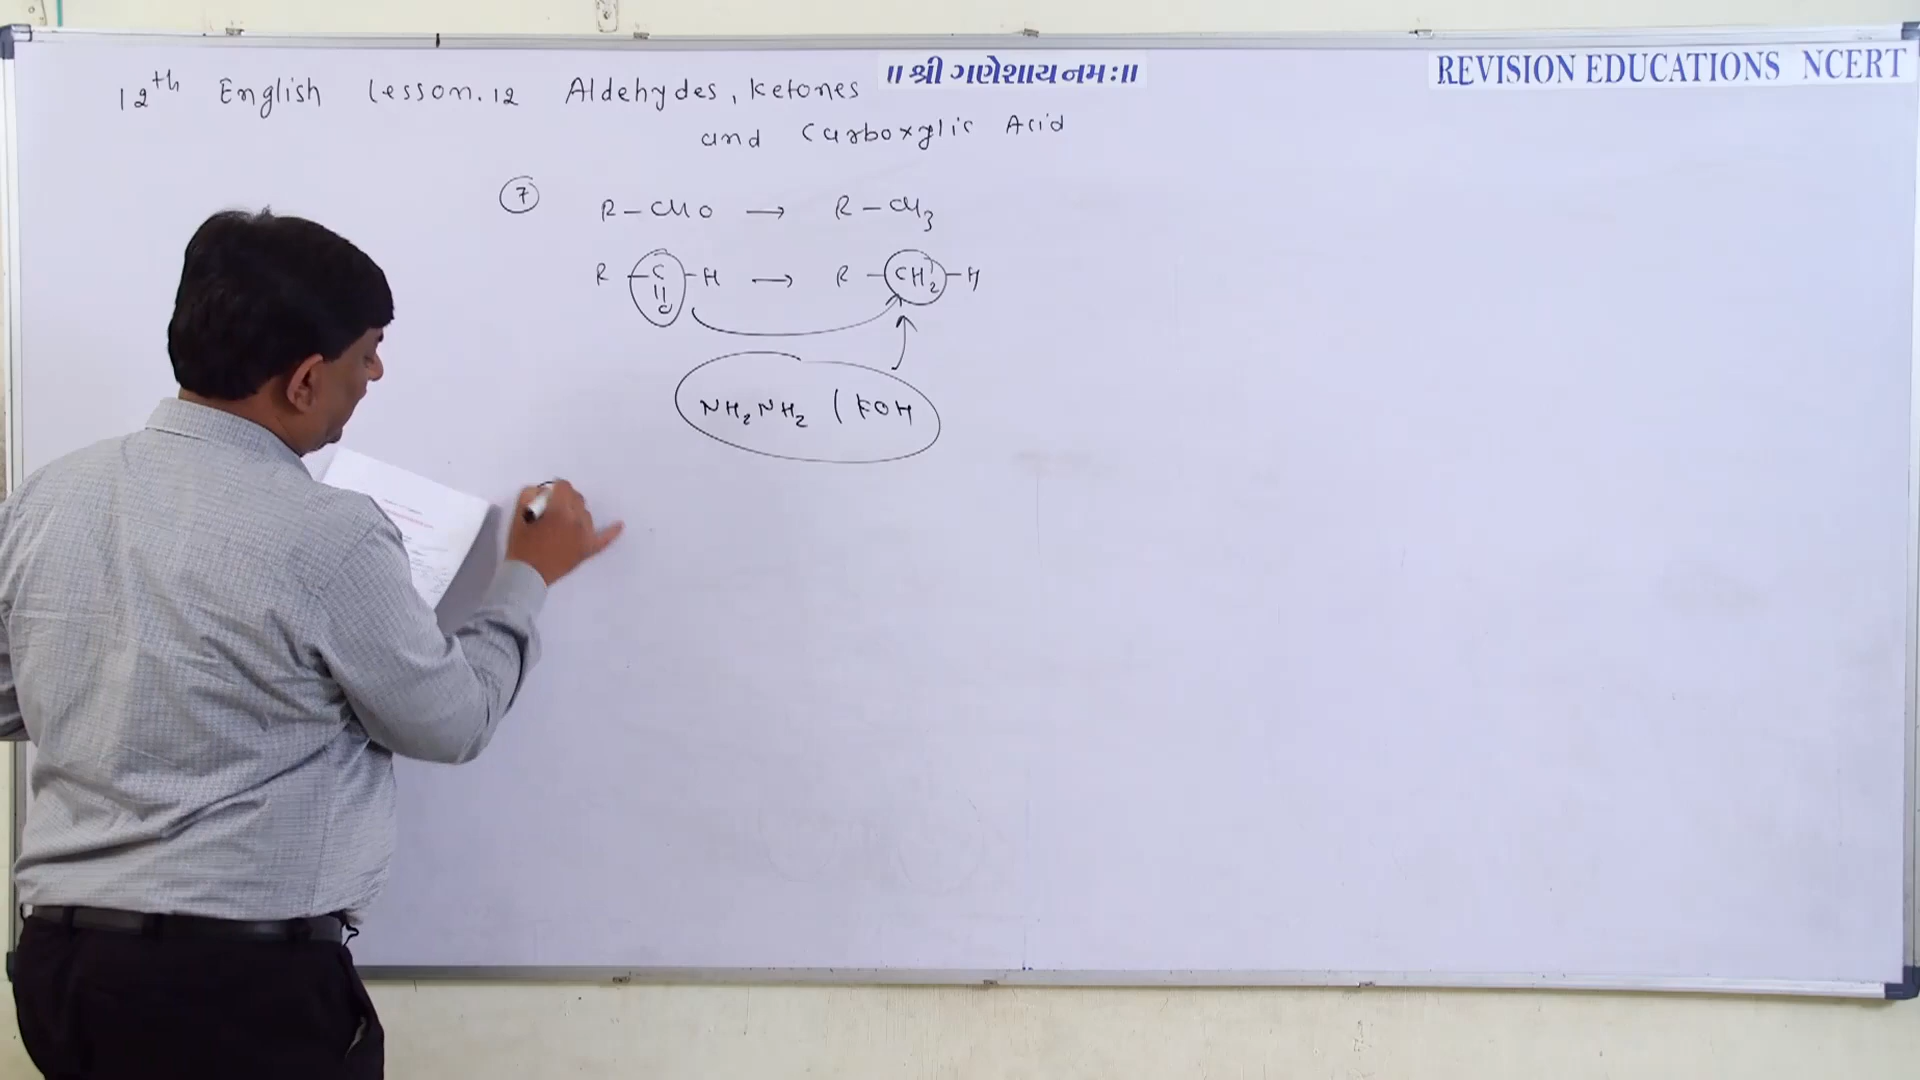 ॥ શ્રી ગણેશાય નમઃ॥
REVISION EDUCATIONS NCERT
12th English Lesson.12 Aldehydes, Ketones
and Carboxylic Acid
7 R-CHO → R-CH3
R-C-H → R-CH2-H
||
O
NH2NH2 / KOH